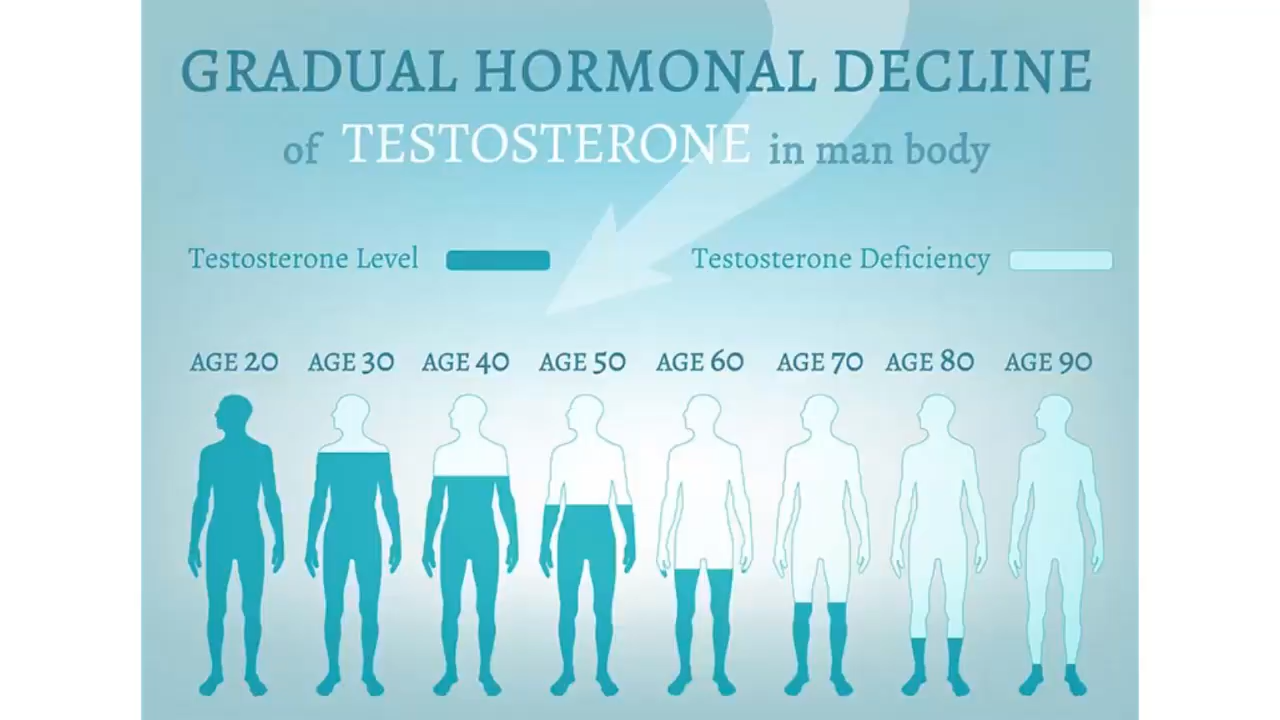 GRADUAL HORMONAL DECLINE
of TESTOSTERONE in man body
Testosterone Level
Testosterone Deficiency
AGE 20 AGE 30 AGE 40 AGE 50 AGE 60 AGE 70 AGE 80 AGE 90